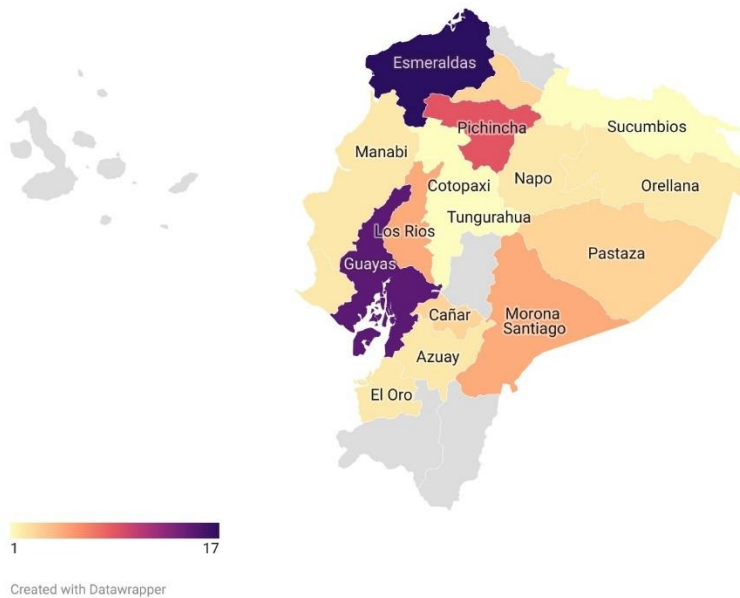 Esmeraldas
Pichincha
Sucumbios
Manabi
Cotopaxi
Napo
Orellana
Tungurahua
Los Rios
Pastaza
Guayas
Cañar
Morona
Santiago
Azuay
El Oro
1 17
Created with Datawrapper